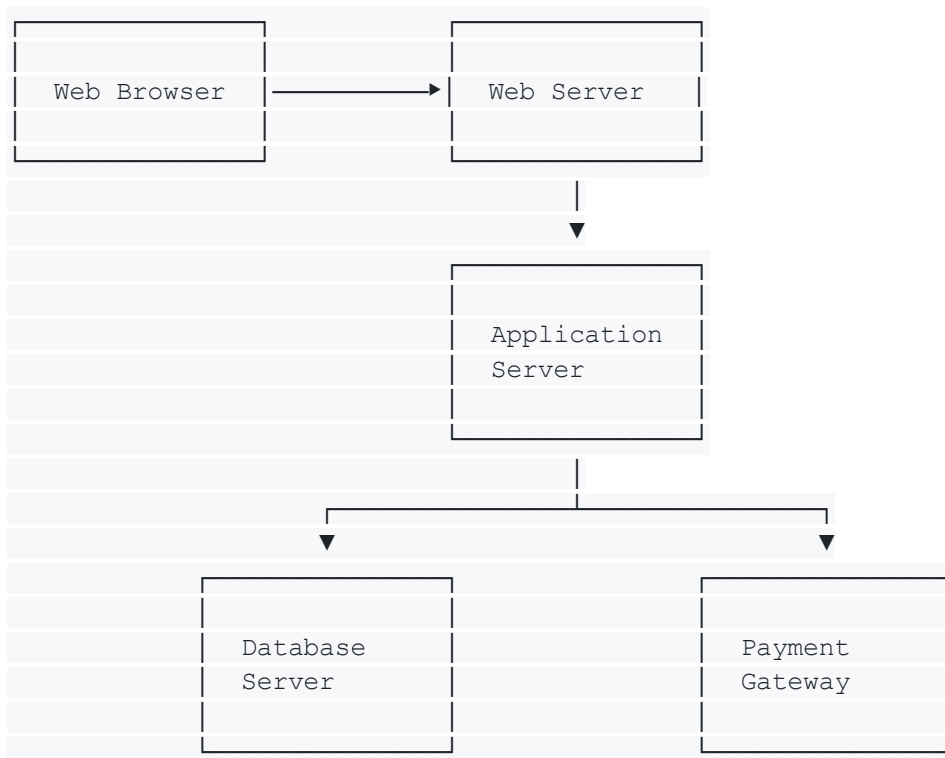 Web Browser
Web Server
Application
Server
Database
Server
Payment
Gateway